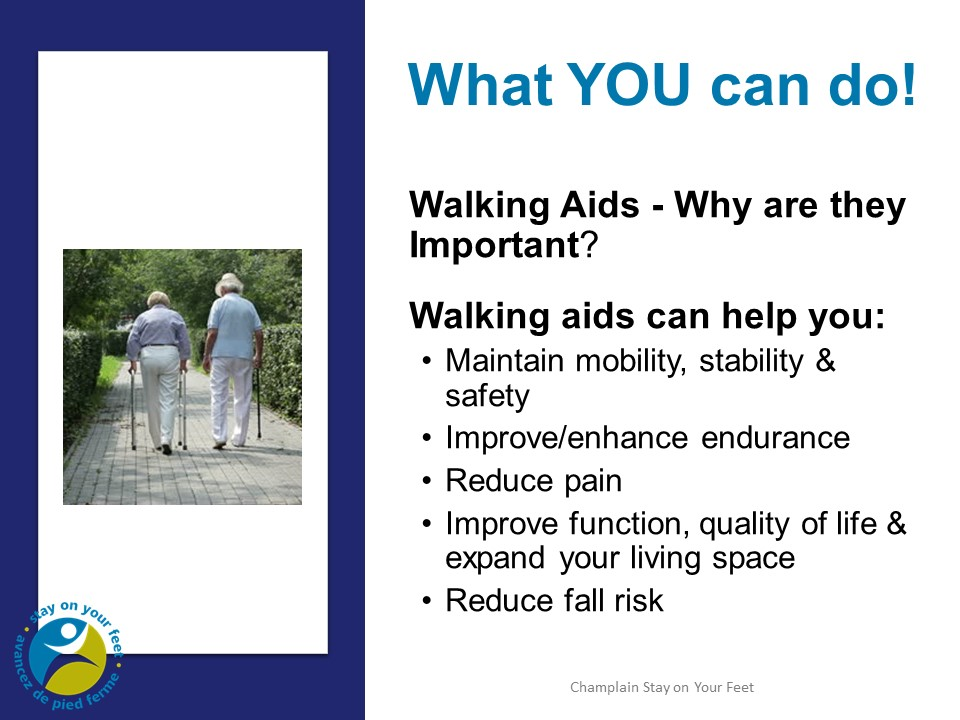 What YOU can do!
Walking Aids - Why are they
Important?
Walking aids can help you:
• Maintain mobility, stability &
safety
• Improve/enhance endurance
• Reduce pain
• Improve function, quality of life &
expand your living space
• Reduce fall risk
• stay on your feet •
avancez de pied ferme
Champlain Stay on Your Feet